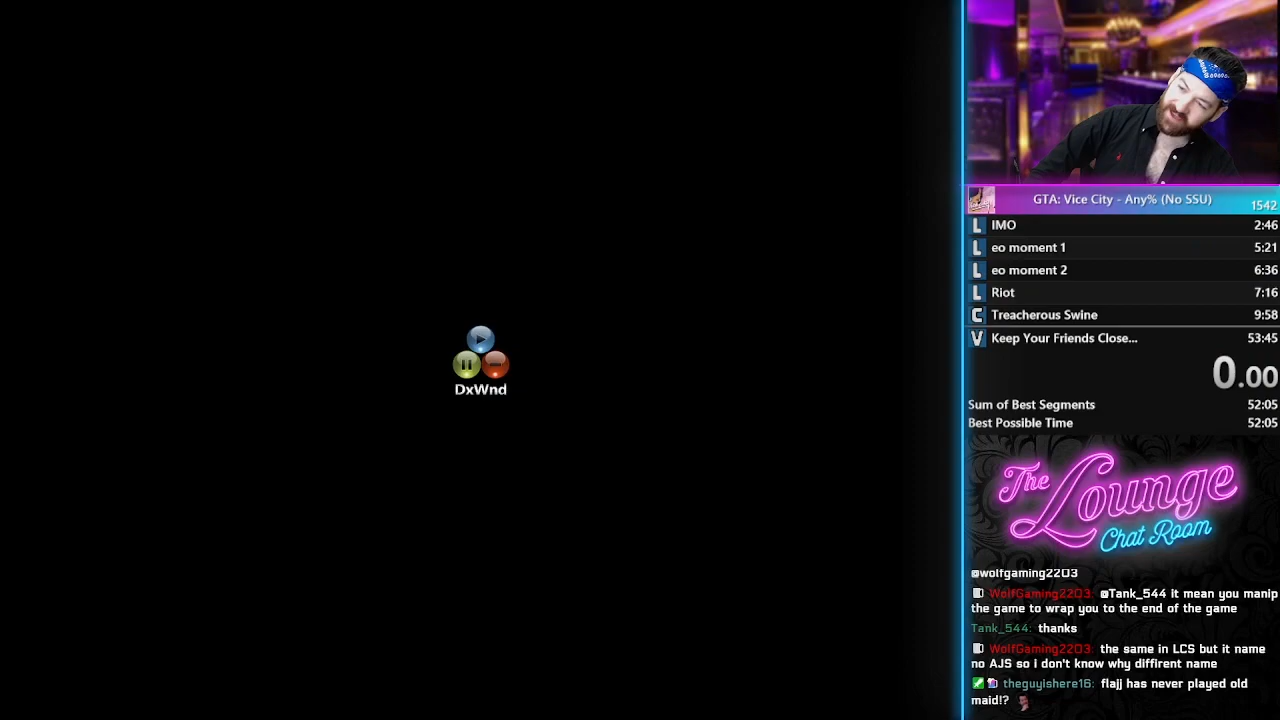 DxWnd
GTA: Vice City - Any% (No SSU)
1542
L IMO 2:46
L eo moment 1 5:21
L eo moment 2 6:36
L Riot 7:16
C Treacherous Swine 9:58
V Keep Your Friends Close... 53:45
0.00
Sum of Best Segments 52:05
Best Possible Time 52:05
The
Lounge
Chat Room
@wolfgaming2203
WolfGaming2203: @Tank_544 it mean you manip
the game to wrap you to the end of the game
Tank_544: thanks
WolfGaming2203: the same in LCS but it name
no AJS so i don't know why diffirent name
theguyishere16: flajj has never played old
maid!?